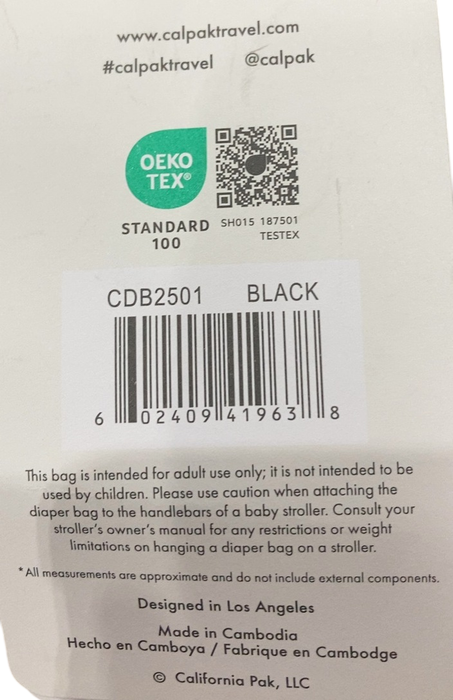 www.calpaktravel.com
#calpaktravel @calpak
OEKO
TEX®
STANDARD
100
SH015 187501
TESTEX
CDB2501 BLACK
6 02409 41963 8
This bag is intended for adult use only; it is not intended to be
used by children. Please use caution when attaching the
diaper bag to the handlebars of a baby stroller. Consult your
stroller's owner's manual for any restrictions or weight
limitations on hanging a diaper bag on a stroller.
*All measurements are approximate and do not include external components.
Designed in Los Angeles
Made in Cambodia
Hecho en Camboya / Fabrique en Cambodge
© California Pak, LLC